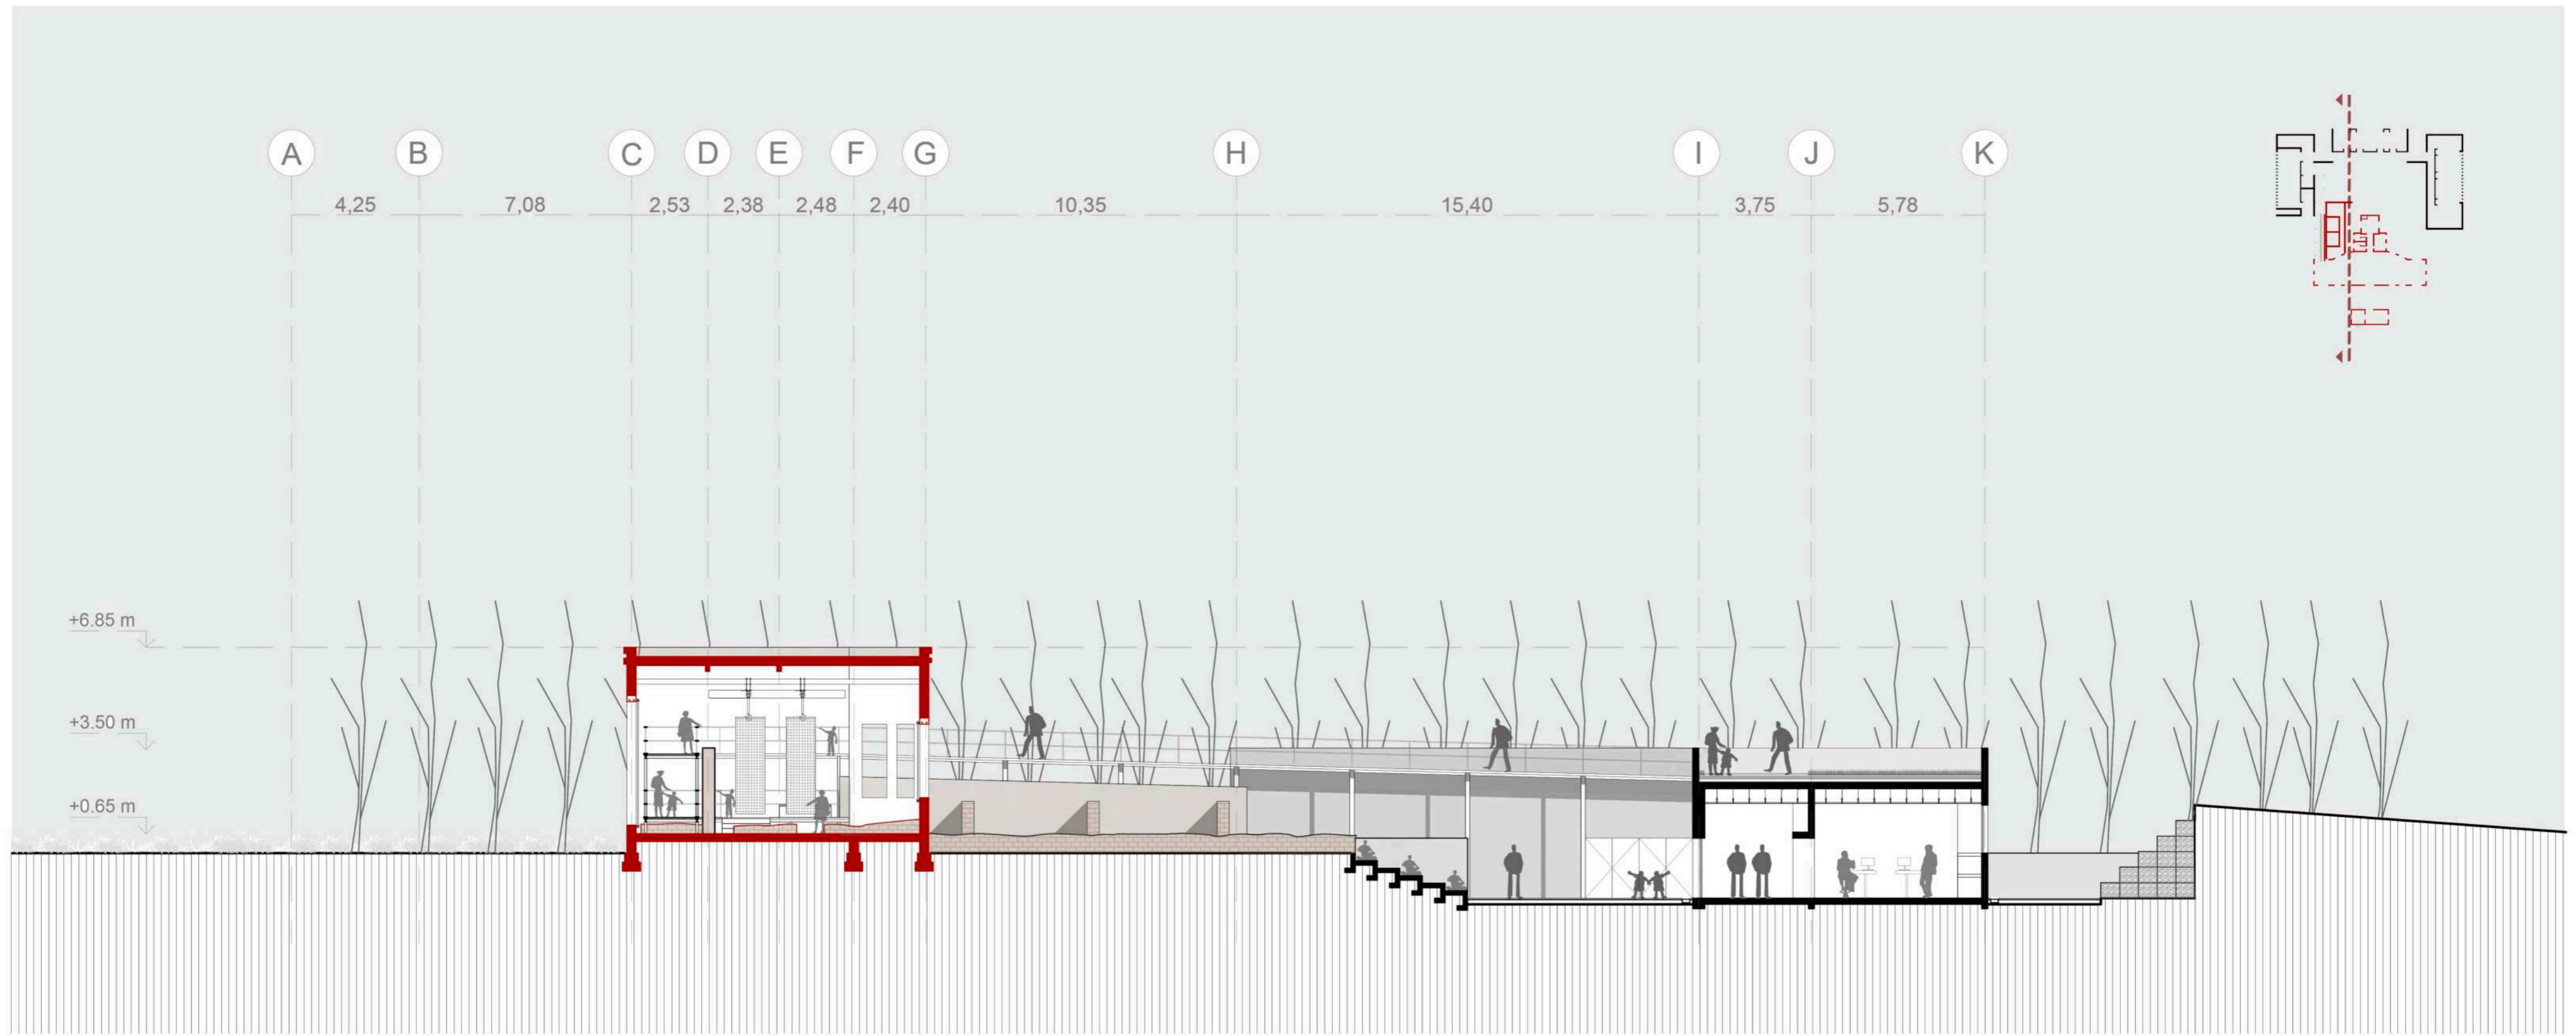 A B C D E F G H I J K
4,25 7,08 2,53 2,38 2,48 2,40 10,35 15,40 3,75 5,78
+6.85 m
+3.50 m
+0.65 m